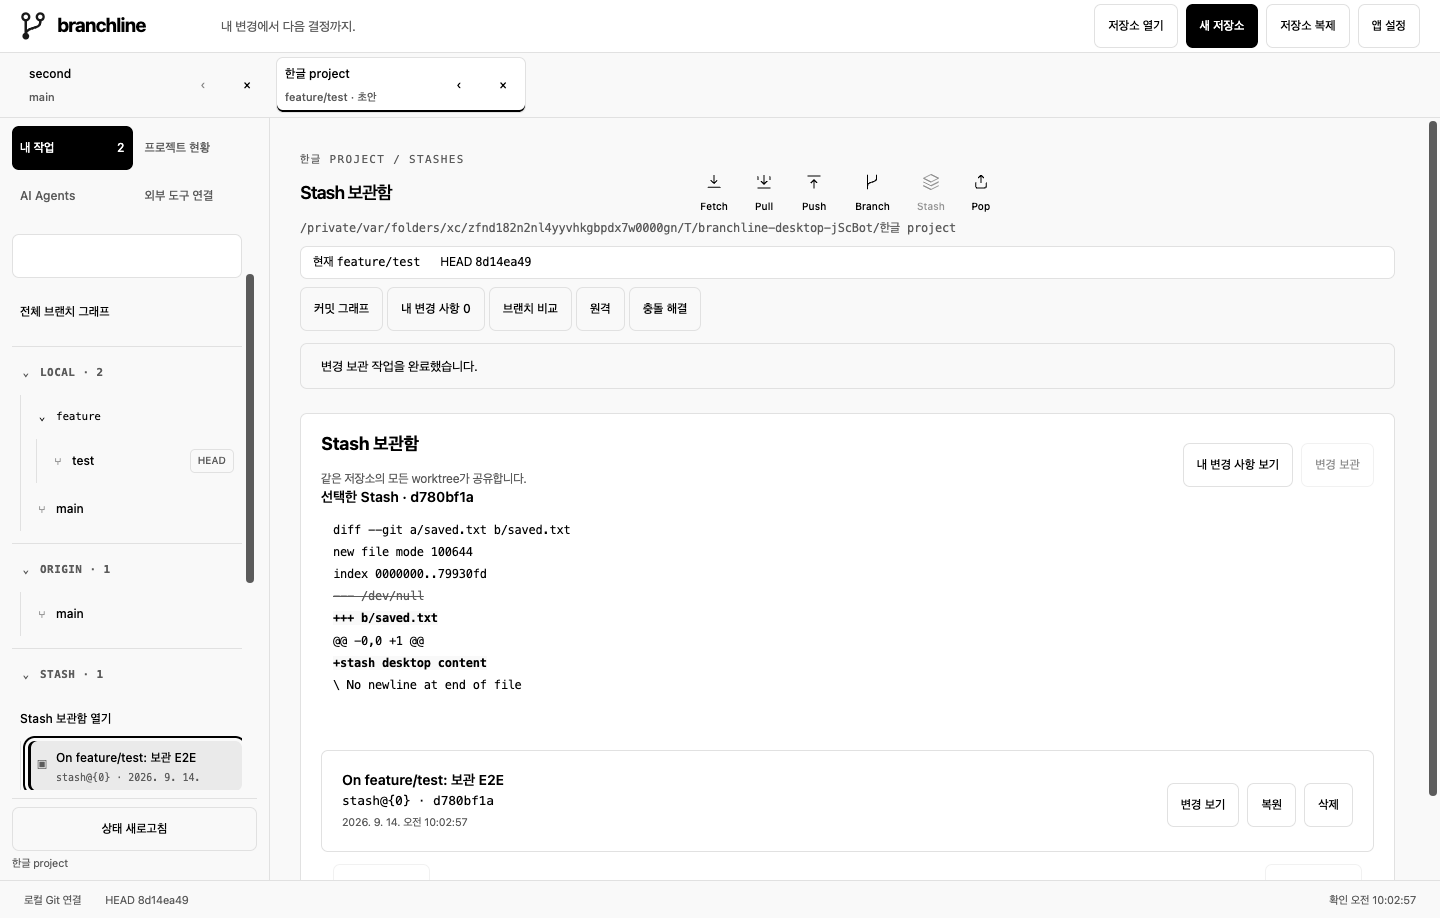 branchline
내 변경에서 다음 결정까지.
저장소 열기
새 저장소
저장소 복제
앱 설정
second
main
‹
×
한글 project
feature/test · 초안
‹
×
내 작업 2
프로젝트 현황
AI Agents
외부 도구 연결
전체 브랜치 그래프
LOCAL · 2
feature
test HEAD
main
ORIGIN · 1
main
STASH · 1
Stash 보관함 열기
On feature/test: 보관 E2E
stash@{0} · 2026. 9. 14.
상태 새로고침
한글 project
한글 PROJECT / STASHES
Stash 보관함
Fetch
Pull
Push
Branch
Stash
Pop
/private/var/folders/xc/zfnd182n2nl4yyvhkgbpdx7w0000gn/T/branchline-desktop-jScBot/한글 project
현재 feature/test HEAD 8d14ea49
커밋 그래프
내 변경 사항 0
브랜치 비교
원격
충돌 해결
변경 보관 작업을 완료했습니다.
Stash 보관함
같은 저장소의 모든 worktree가 공유합니다.
내 변경 사항 보기
변경 보관
선택한 Stash · d780bf1a
diff --git a/saved.txt b/saved.txt
new file mode 100644
index 0000000..79930fd
--- /dev/null
+++ b/saved.txt
@@ -0,0 +1 @@
+stash desktop content
\ No newline at end of file
On feature/test: 보관 E2E
stash@{0} · d780bf1a
2026. 9. 14. 오전 10:02:57
변경 보기
복원
삭제
로컬 Git 연결
HEAD 8d14ea49
확인 오전 10:02:57